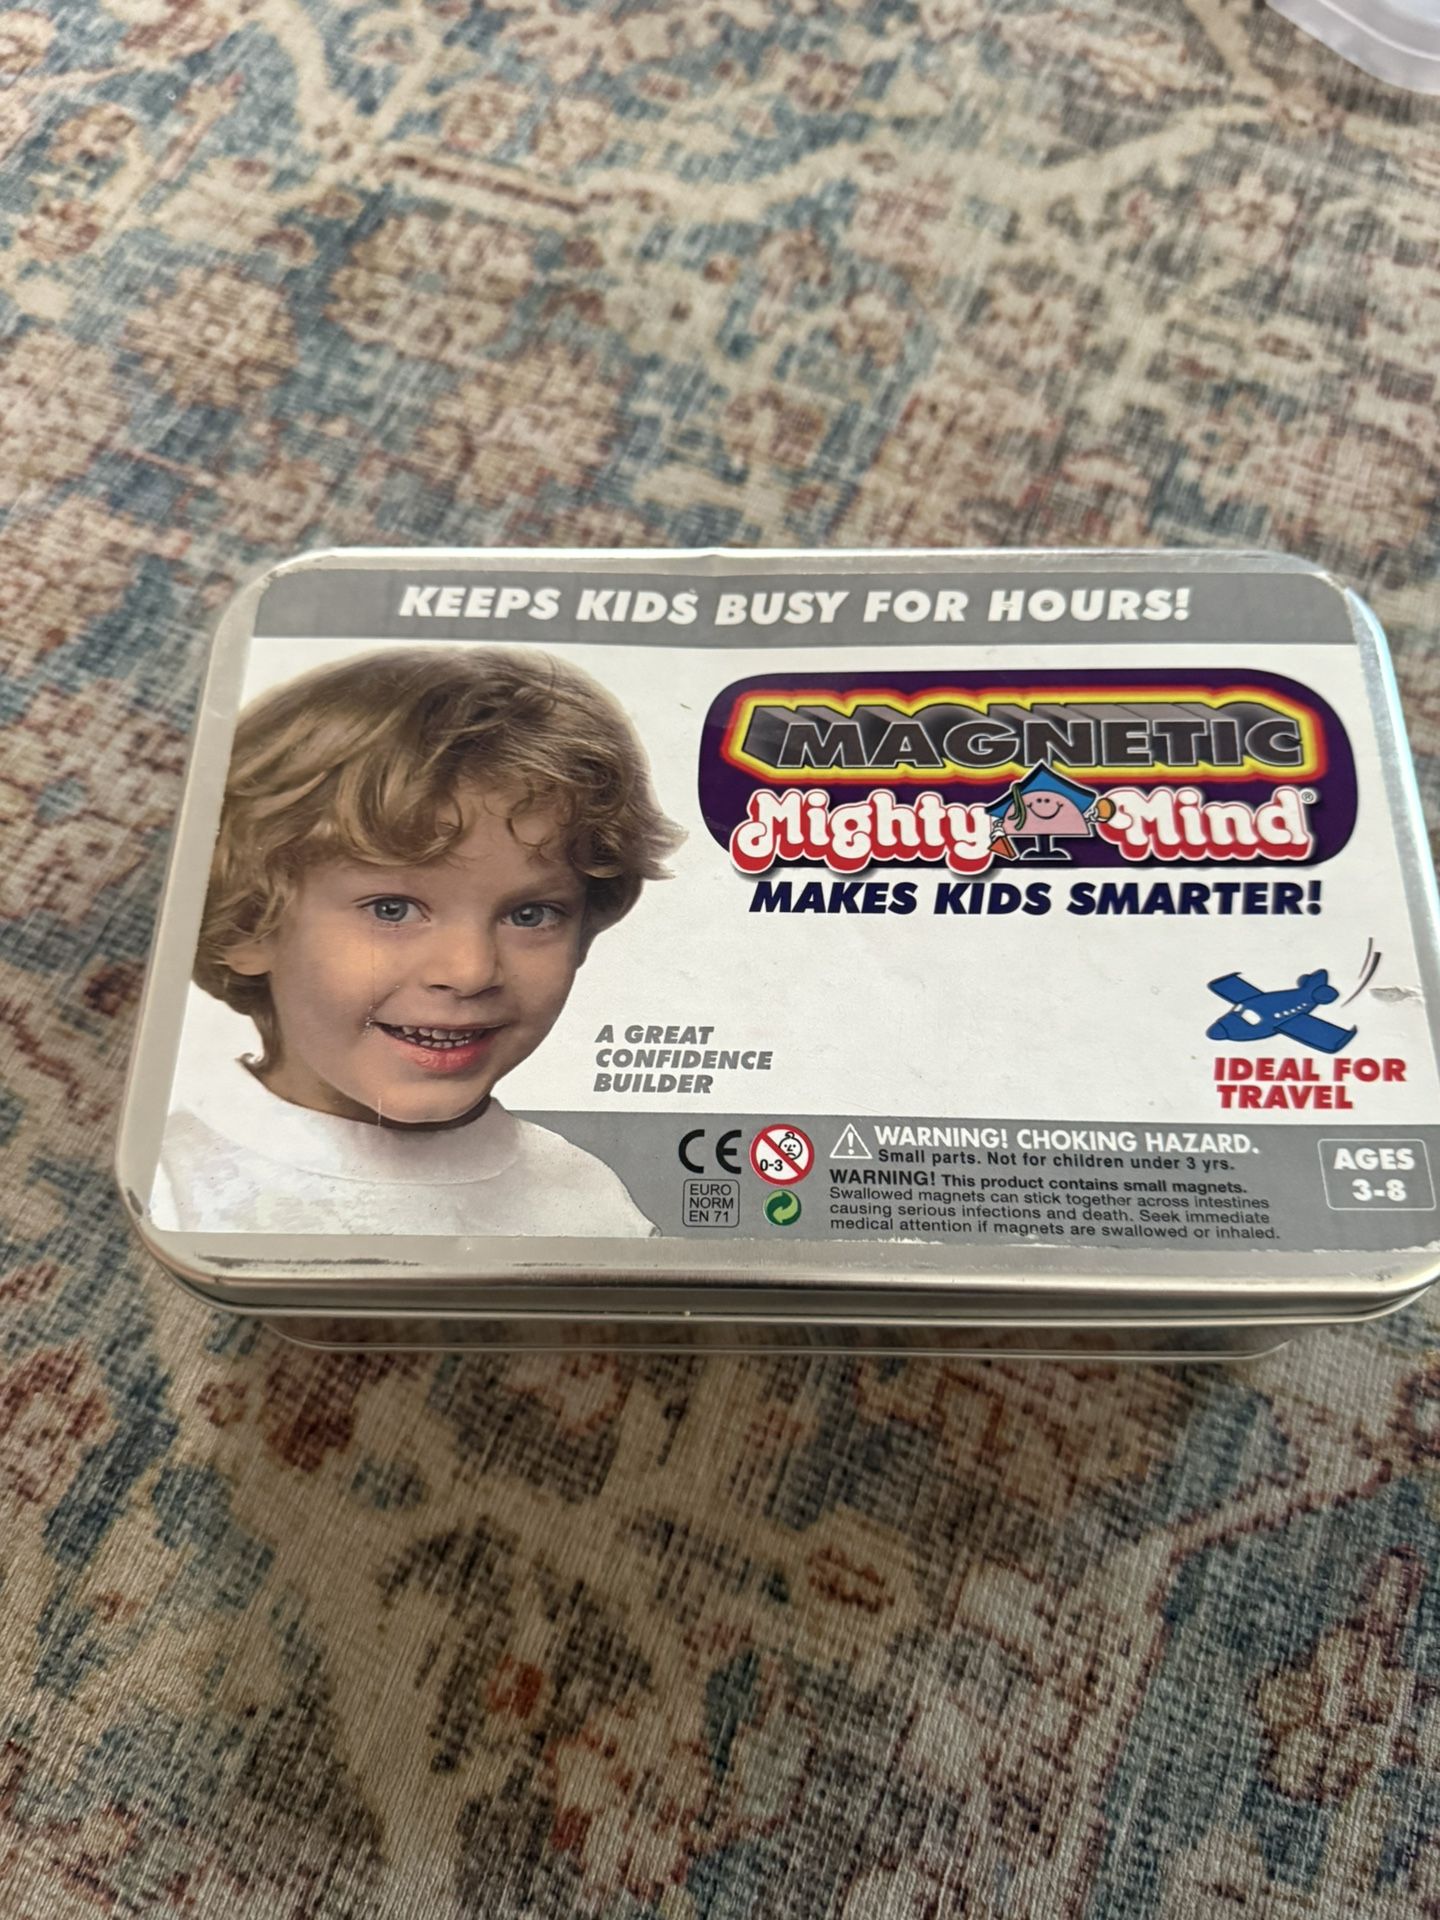 KEEPS KIDS BUSY FOR HOURS!
MAGNETIC
Mighty Mind®
MAKES KIDS SMARTER!
A GREAT
CONFIDENCE
BUILDER
IDEAL FOR
TRAVEL
CE
0-3
EURO
NORM
EN 71
WARNING! CHOKING HAZARD.
Small parts. Not for children under 3 yrs.
WARNING! This product contains small magnets.
Swallowed magnets can stick together across intestines
causing serious infections and death. Seek immediate
medical attention if magnets are swallowed or inhaled.
AGES
3-8